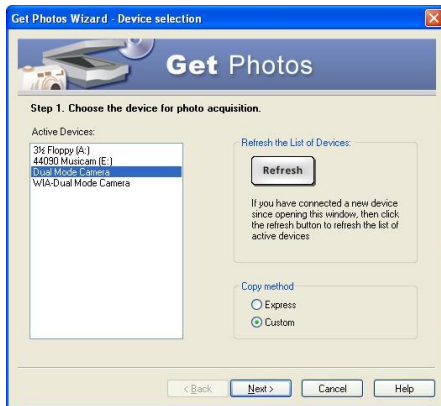 Get Photos Wizard - Device selection
Get Photos
Step 1. Choose the device for photo acquisition.
Active Devices:
3½ Floppy (A:)
44090 Musicam (E:)
Dual Mode Camera
WIA-Dual Mode Camera
Refresh the List of Devices:
Refresh
If you have connected a new device
since opening this window, then click
the refresh button to refresh the list of
active devices
Copy method
Express
Custom
< Back
Next >
Cancel
Help